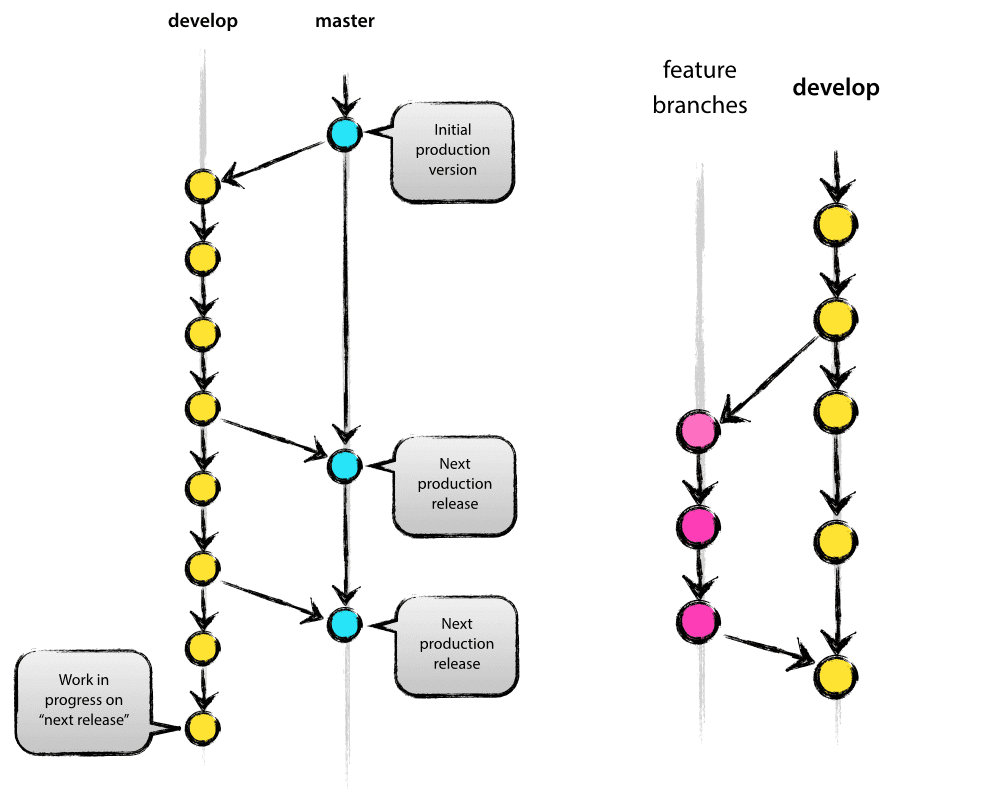 develop
master
Initial
production
version
Next
production
release
Next
production
release
Work in
progress on
“next release”
feature
branches
develop